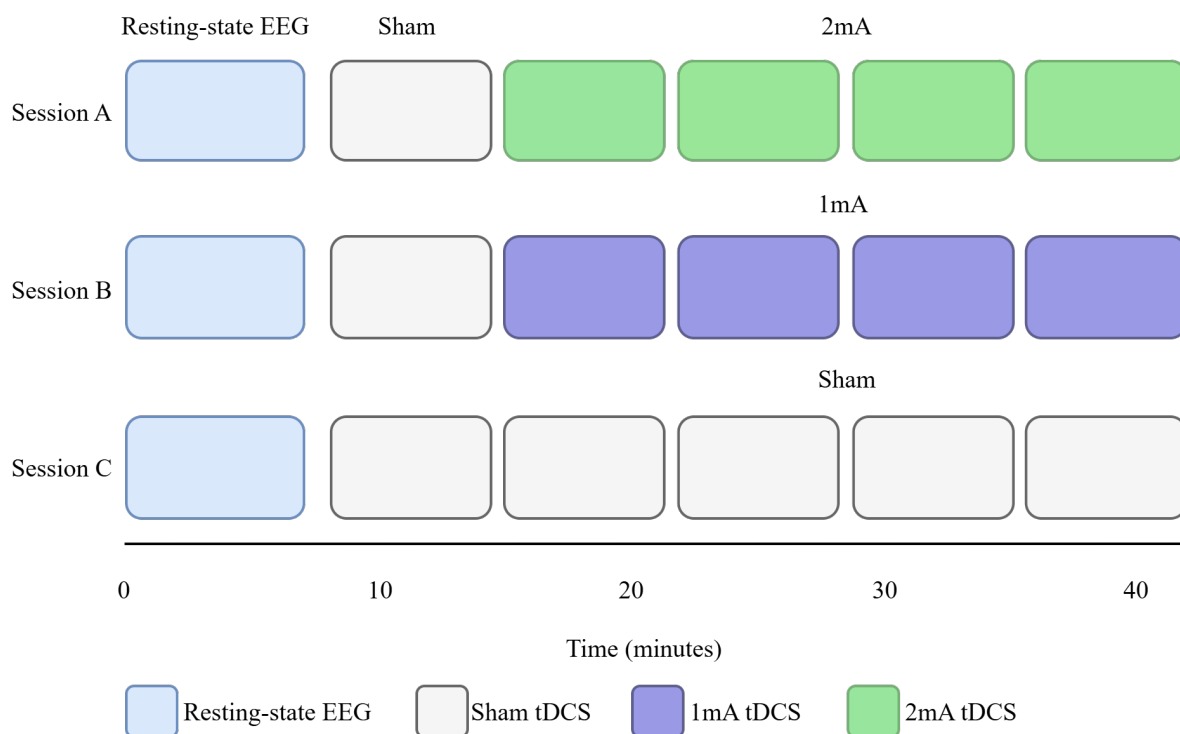 Resting-state EEG Sham 2mA
Session A
1mA
Session B
Sham
Session C
0 10 20 30 40
Time (minutes)
Resting-state EEG Sham tDCS 1mA tDCS 2mA tDCS